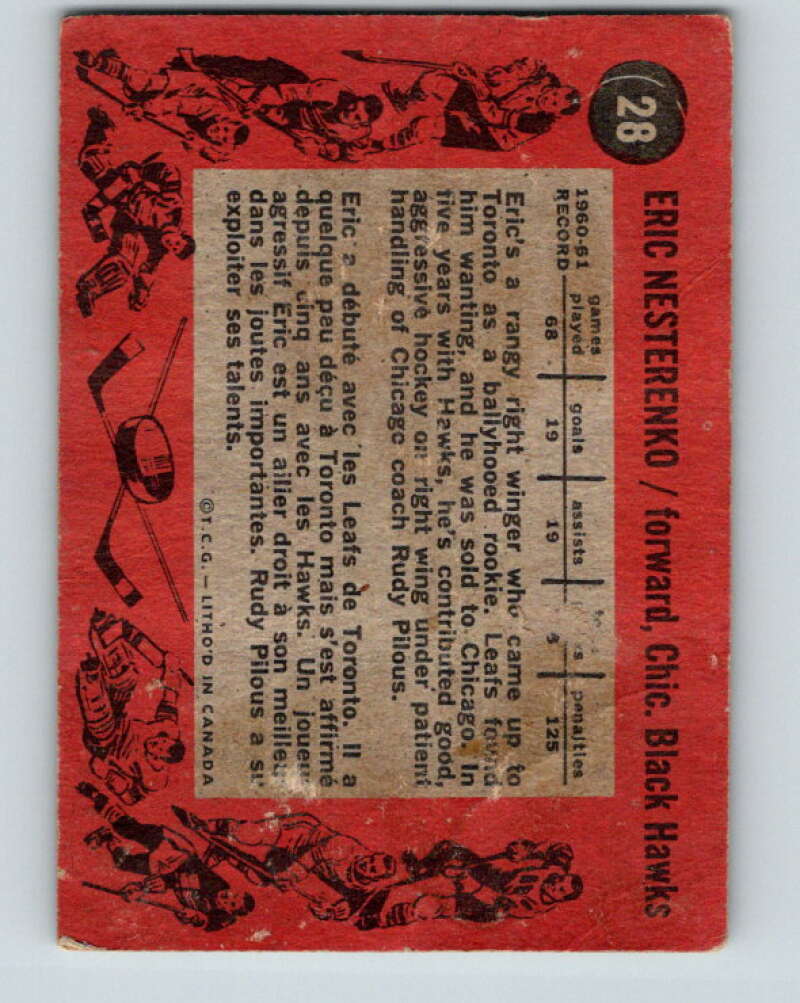 28
ERIC NESTERENKO / forward, Chic. Black Hawks
games goals assists penalties
1960-61 played
RECORD 68 19 19 125
Eric's a rangy right winger who came up to
Toronto as a ballyhooed rookie. Leafs found
him wanting, and he was sold to Chicago. In
five years with Hawks, he's contributed good,
aggressive hockey on right wing under patient
handling of Chicago coach Rudy Pilous.
Eric a débuté avec les Leafs de Toronto. Il a
quelque peu déçu à Toronto mais s'est affirmé
depuis cinq ans avec les Hawks. Un joueur
agressif Eric est un ailier droit à son meilleur
dans les joutes importantes. Rudy Pilous a su
exploiter ses talents.
©T.C.G. — LITHO'D IN CANADA